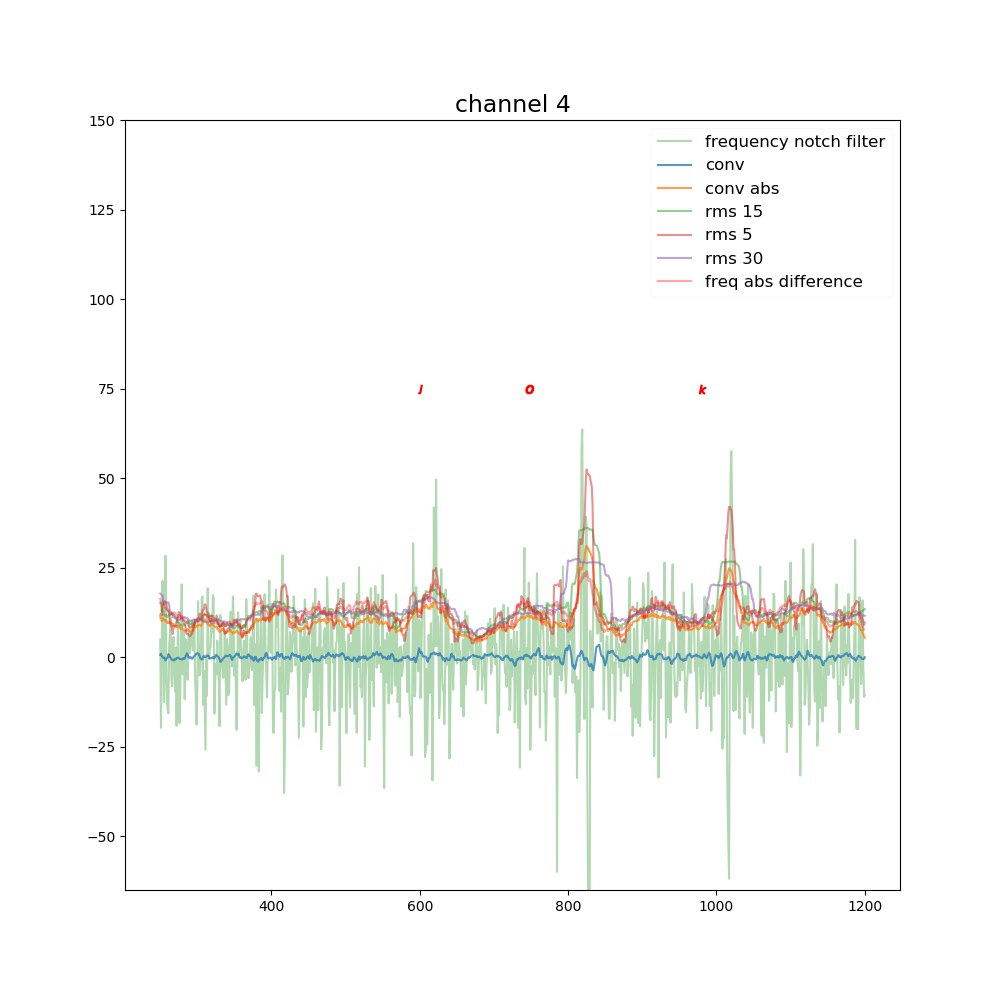 channel 4
150
125
100
75
50
25
0
−25
−50
frequency notch filter
conv
conv abs
rms 15
rms 5
rms 30
freq abs difference
J O k
400 600 800 1000 1200